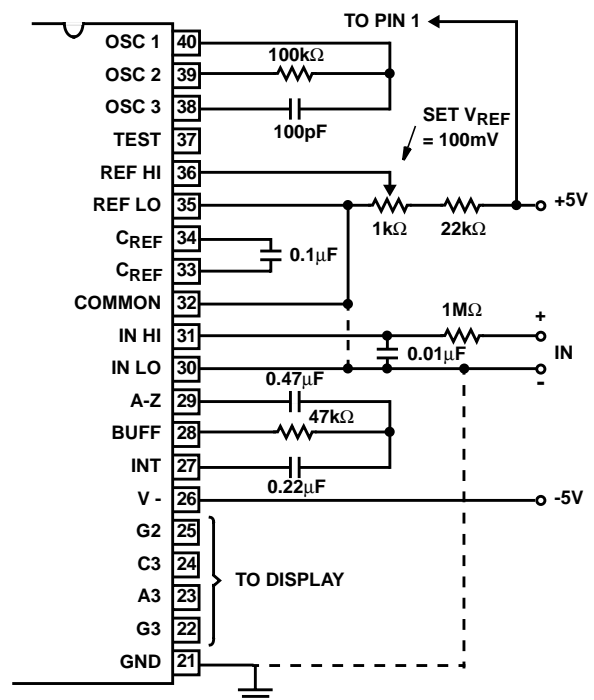 TO PIN 1
OSC 1 40
100kΩ
OSC 2 39
OSC 3 38
100pF
SET VREF
= 100mV
TEST 37
REF HI 36
REF LO 35
1kΩ 22kΩ
+5V
CREF 34
0.1µF
CREF 33
COMMON 32
1MΩ
+
IN HI 31
0.01µF
IN
IN LO 30
-
0.47µF
A-Z 29
47kΩ
BUFF 28
INT 27
0.22µF
V - 26
-5V
G2 25
C3 24
TO DISPLAY
A3 23
G3 22
GND 21